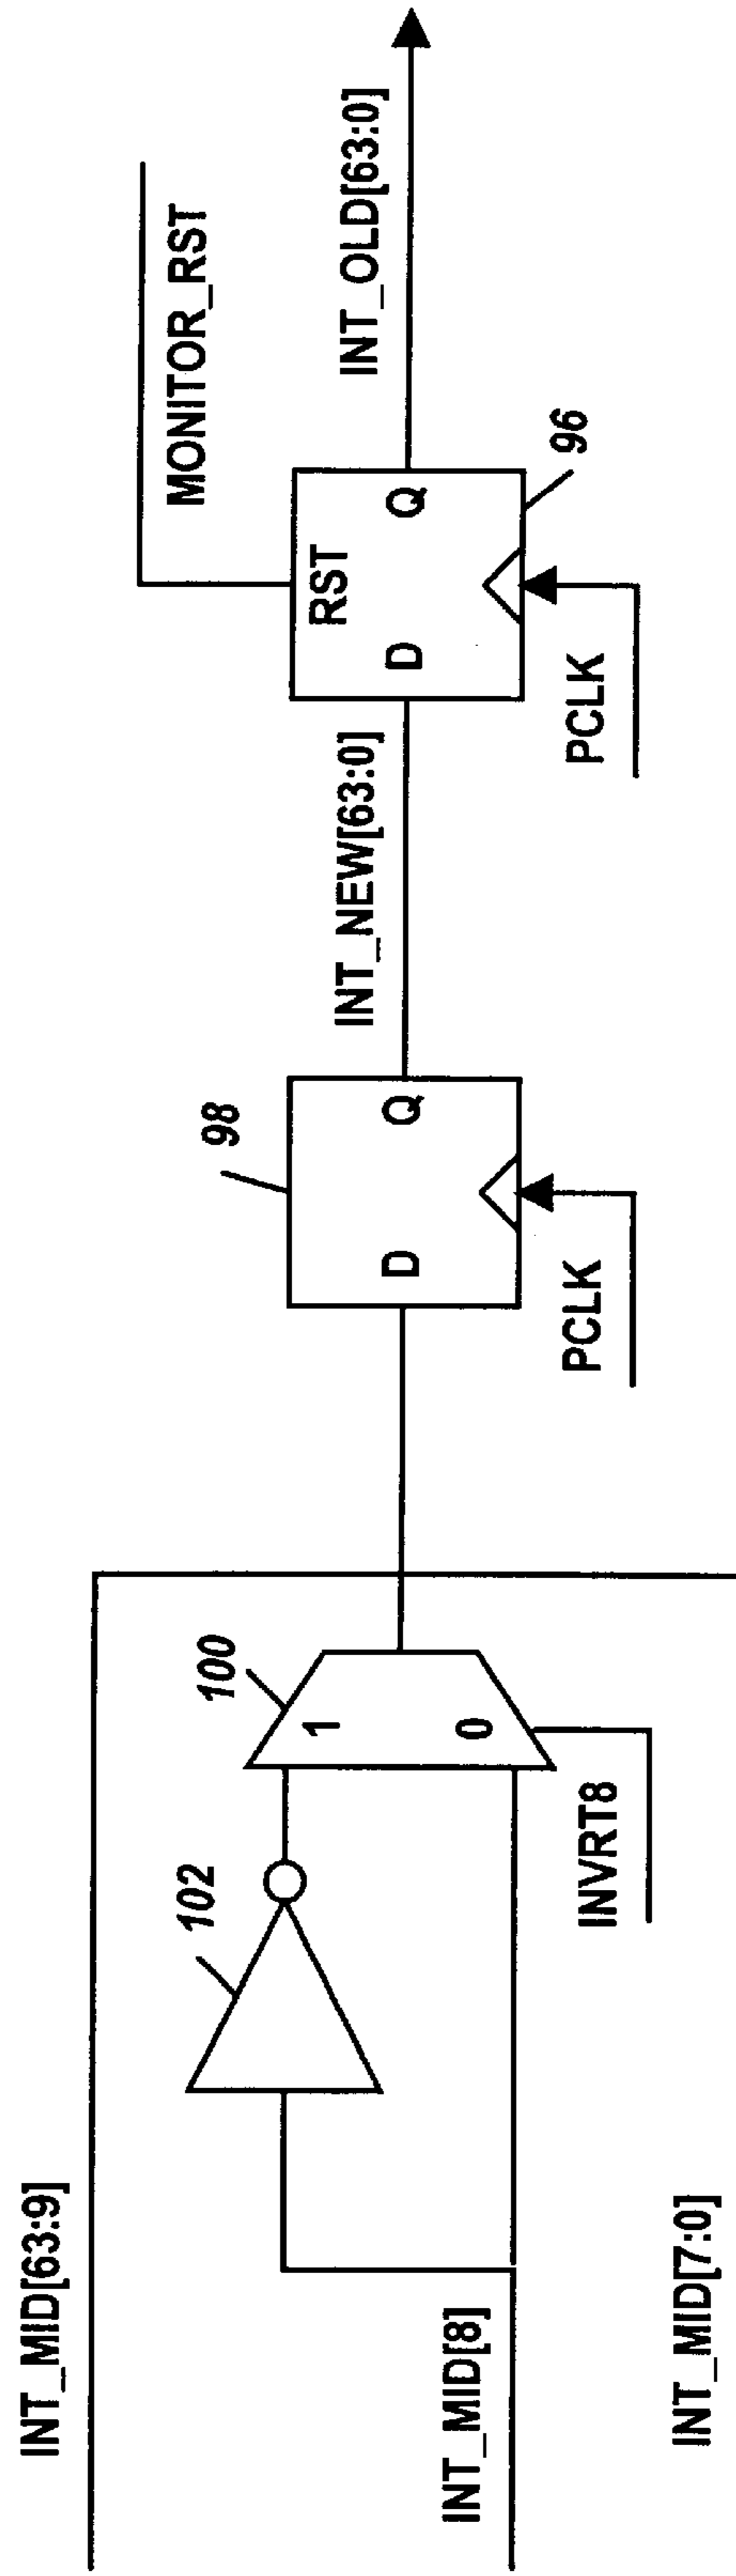 INT_MID[63:9]
INT_MID[8]
INT_MID[7:0]
102
100
1
0
INVRT8
98
D
Q
PCLK
INT_NEW[63:0]
MONITOR_RST
RST
D
Q
96
PCLK
INT_OLD[63:0]